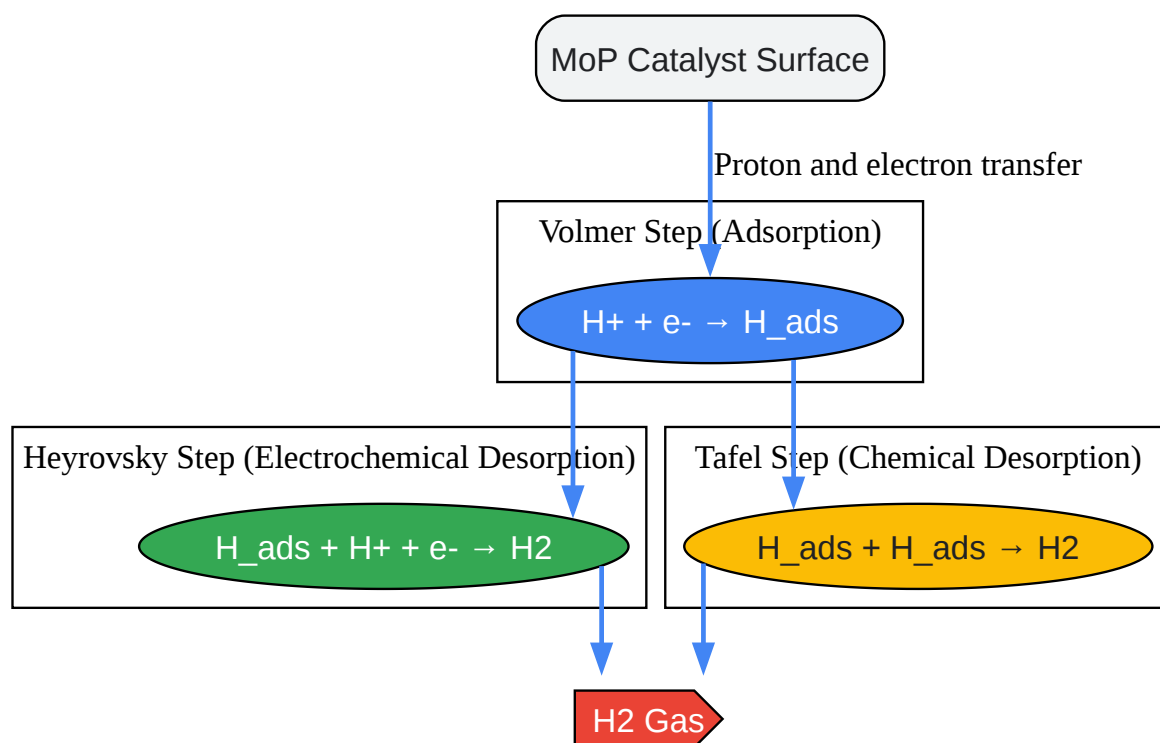 MoP Catalyst Surface
Proton and electron transfer
Volmer Step (Adsorption)
H+ + e- → H_ads
Heyrovsky Step (Electrochemical Desorption)
Tafel Step (Chemical Desorption)
H_ads + H+ + e- → H2
H_ads + H_ads → H2
H2 Gas